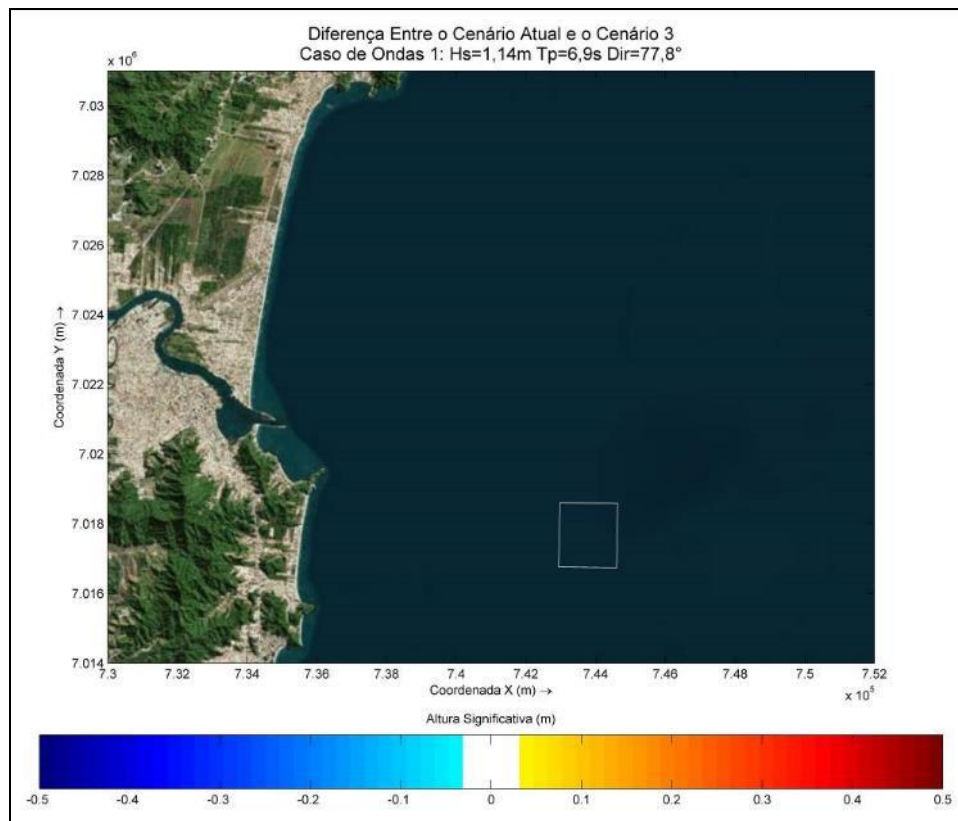 Diferença Entre o Cenário Atual e o Cenário 3
Caso de Ondas 1: Hs=1,14m Tp=6,9s Dir=77,8°
x 10⁶
7.03
7.028
7.026
7.024
7.022
7.02
7.018
7.016
7.014
Coordenada Y (m) →
7.3 7.32 7.34 7.36 7.38 7.4 7.42 7.44 7.46 7.48 7.5 7.52
Coordenada X (m) →
x 10⁵
Altura Significativa (m)
-0.5 -0.4 -0.3 -0.2 -0.1 0 0.1 0.2 0.3 0.4 0.5